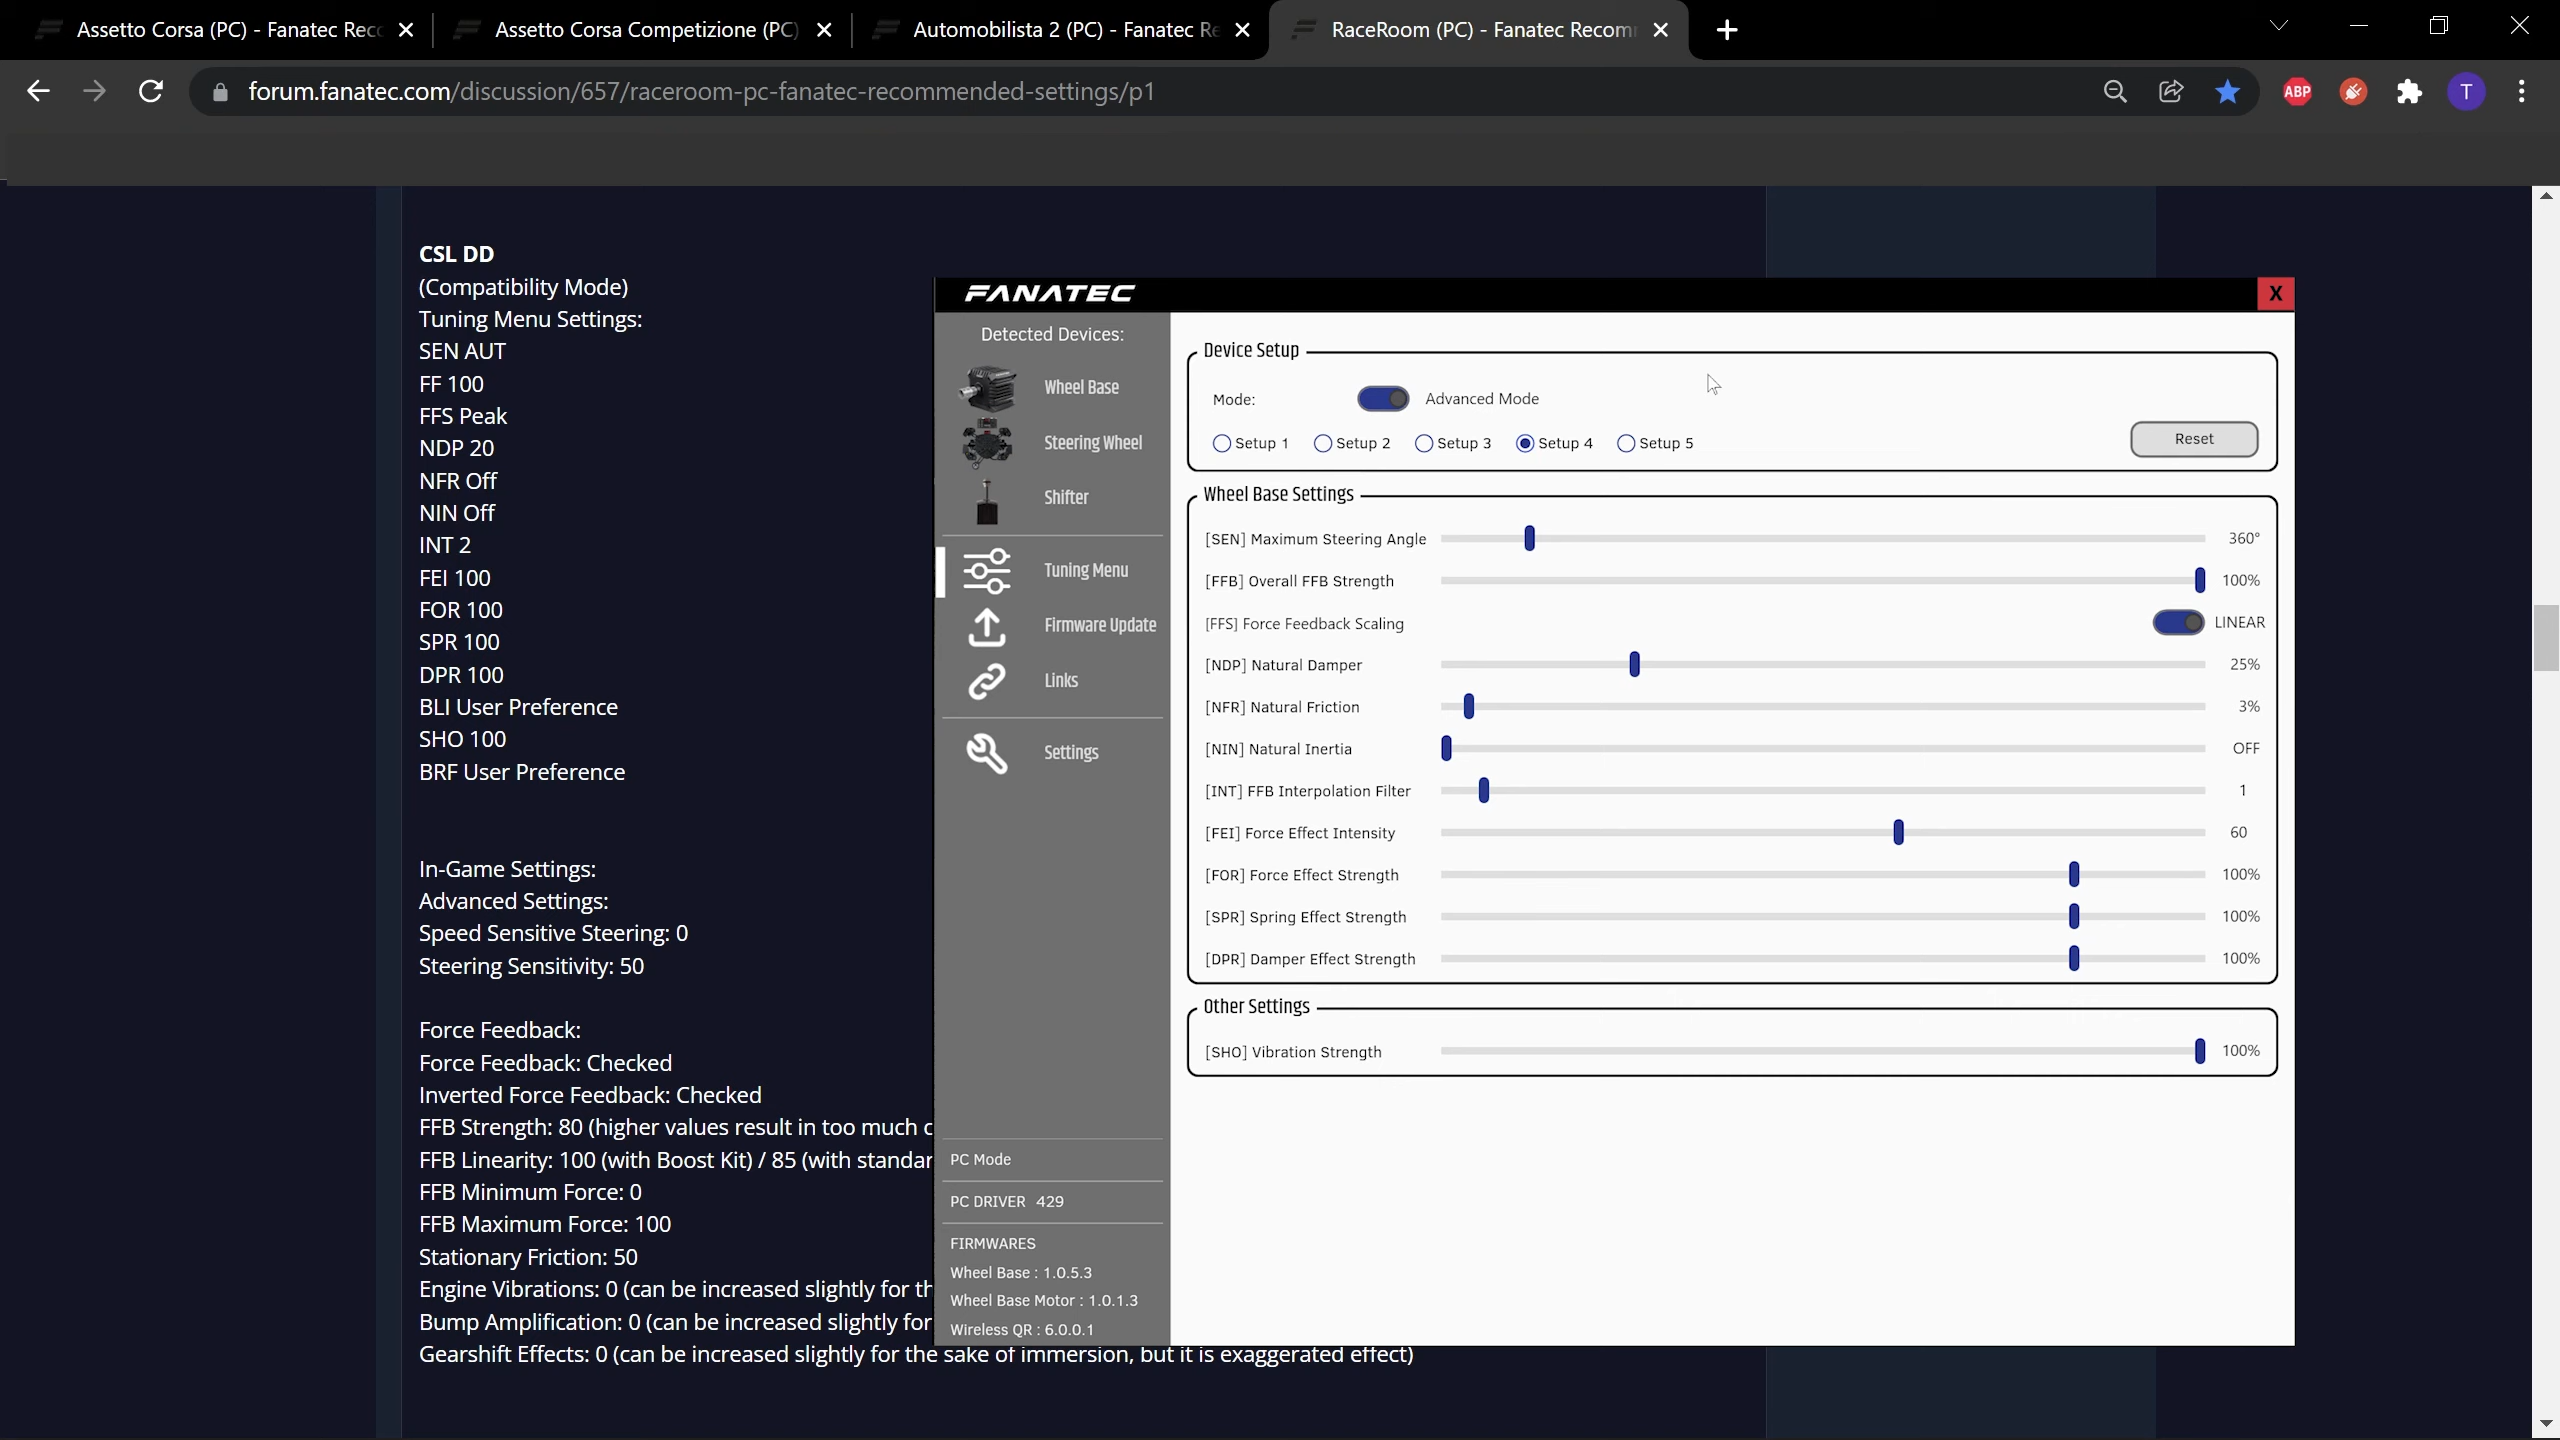 Assetto Corsa (PC) - Fanatec Rec
Assetto Corsa Competizione (PC)
Automobilista 2 (PC) - Fanatec Re
RaceRoom (PC) - Fanatec Recom
forum.fanatec.com/discussion/657/raceroom-pc-fanatec-recommended-settings/p1
ABP
T
CSL DD
(Compatibility Mode)
Tuning Menu Settings:
SEN AUT
FF 100
FFS Peak
NDP 20
NFR Off
NIN Off
INT 2
FEI 100
FOR 100
SPR 100
DPR 100
BLI User Preference
SHO 100
BRF User Preference
In-Game Settings:
Advanced Settings:
Speed Sensitive Steering: 0
Steering Sensitivity: 50
Force Feedback:
Force Feedback: Checked
Inverted Force Feedback: Checked
FFB Strength: 80 (higher values result in too much c
FFB Linearity: 100 (with Boost Kit) / 85 (with standar
FFB Minimum Force: 0
FFB Maximum Force: 100
Stationary Friction: 50
Engine Vibrations: 0 (can be increased slightly for th
Bump Amplification: 0 (can be increased slightly for
Gearshift Effects: 0 (can be increased slightly for the sake of immersion, but it is exaggerated effect)
FANATEC
X
Detected Devices:
Wheel Base
Steering Wheel
Shifter
Tuning Menu
Firmware Update
Links
Settings
PC Mode
PC DRIVER 429
FIRMWARES
Wheel Base : 1.0.5.3
Wheel Base Motor : 1.0.1.3
Wireless QR : 6.0.0.1
Device Setup
Mode: Advanced Mode
Setup 1 Setup 2 Setup 3 Setup 4 Setup 5
Reset
Wheel Base Settings
[SEN] Maximum Steering Angle 360°
[FFB] Overall FFB Strength 100%
[FFS] Force Feedback Scaling LINEAR
[NDP] Natural Damper 25%
[NFR] Natural Friction 3%
[NIN] Natural Inertia OFF
[INT] FFB Interpolation Filter 1
[FEI] Force Effect Intensity 60
[FOR] Force Effect Strength 100%
[SPR] Spring Effect Strength 100%
[DPR] Damper Effect Strength 100%
Other Settings
[SHO] Vibration Strength 100%